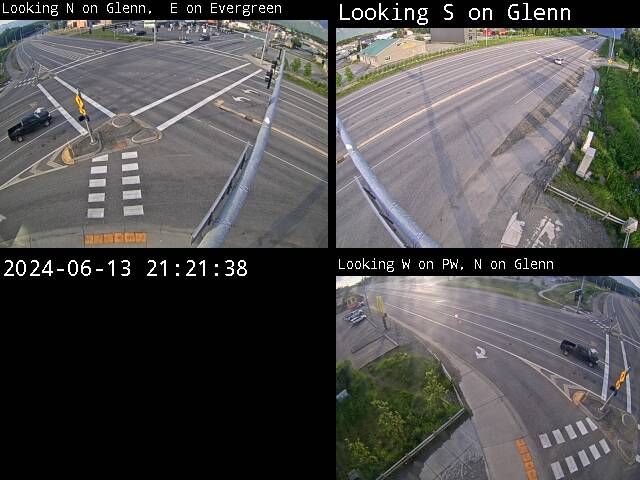 Looking N on Glenn,  E on Evergreen
Looking S on Glenn
2024-06-13 21:21:38
Looking W on PW, N on Glenn